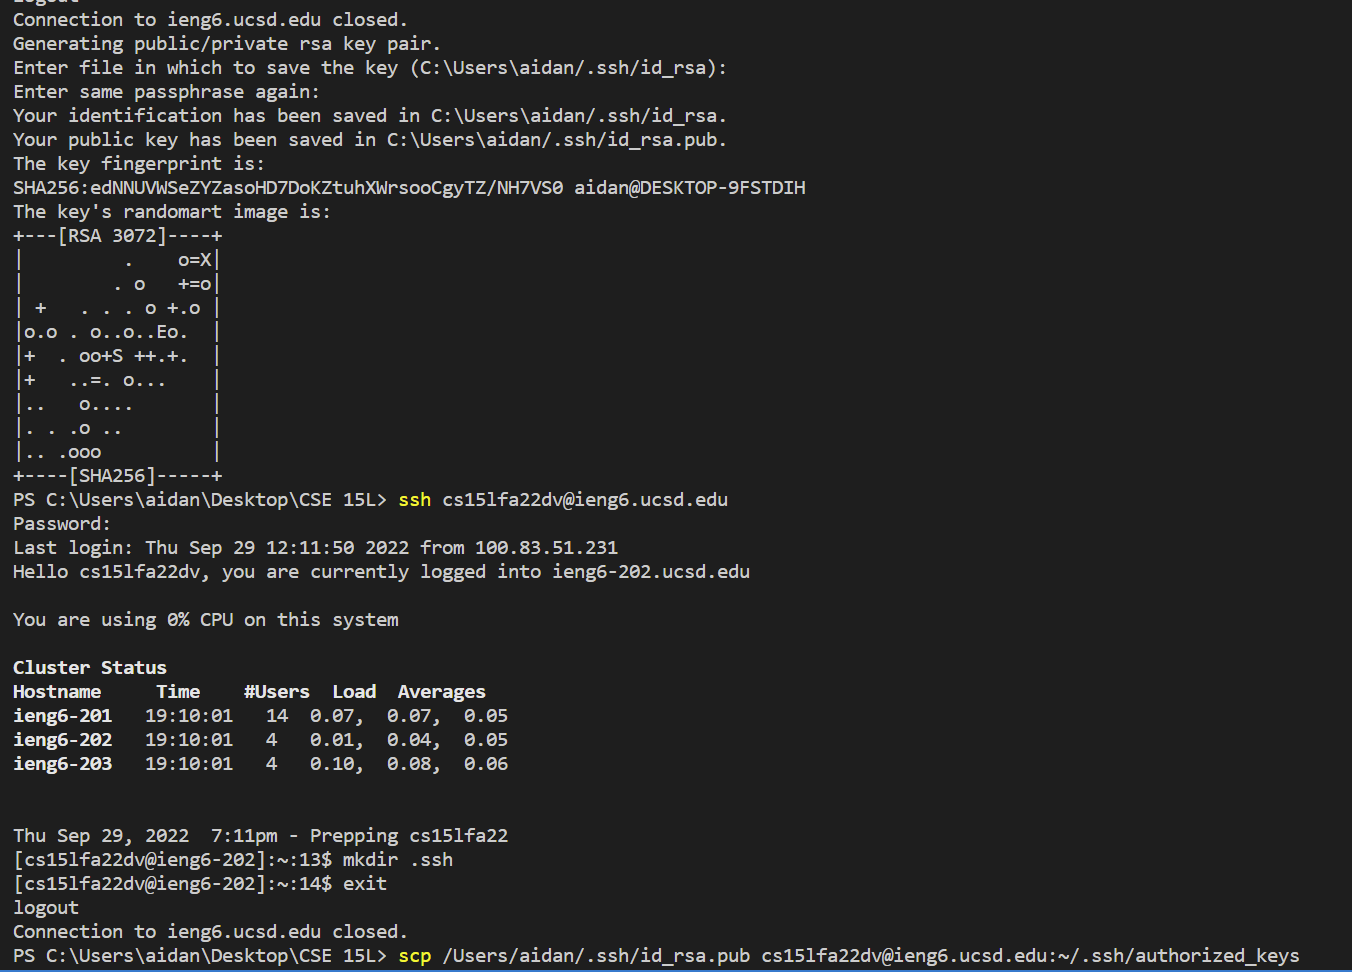 logout
Connection to ieng6.ucsd.edu closed.
Generating public/private rsa key pair.
Enter file in which to save the key (C:\Users\aidan/.ssh/id_rsa):
Enter same passphrase again:
Your identification has been saved in C:\Users\aidan/.ssh/id_rsa.
Your public key has been saved in C:\Users\aidan/.ssh/id_rsa.pub.
The key fingerprint is:
SHA256:edNNUVWSeZYZasoHD7DoKZtuhXWrsooCgyTZ/NH7VS0 aidan@DESKTOP-9FSTDIH
The key's randomart image is:
+---[RSA 3072]----+
|         .    o=X|
|        . o   +=o|
| +   . . . o +.o |
|o.o . o..o..Eo.  |
|+  . oo+S ++.+.  |
|+   ..=. o...    |
|..   o....       |
|. . .o ..        |
|.. .ooo          |
+----[SHA256]-----+
PS C:\Users\aidan\Desktop\CSE 15L> ssh cs15lfa22dv@ieng6.ucsd.edu
Password:
Last login: Thu Sep 29 12:11:50 2022 from 100.83.51.231
Hello cs15lfa22dv, you are currently logged into ieng6-202.ucsd.edu
You are using 0% CPU on this system
Cluster Status
Hostname     Time    #Users  Load  Averages
ieng6-201   19:10:01   14  0.07,  0.07,  0.05
ieng6-202   19:10:01   4   0.01,  0.04,  0.05
ieng6-203   19:10:01   4   0.10,  0.08,  0.06
Thu Sep 29, 2022  7:11pm - Prepping cs15lfa22
[cs15lfa22dv@ieng6-202]:~:13$ mkdir .ssh
[cs15lfa22dv@ieng6-202]:~:14$ exit
logout
Connection to ieng6.ucsd.edu closed.
PS C:\Users\aidan\Desktop\CSE 15L> scp /Users/aidan/.ssh/id_rsa.pub cs15lfa22dv@ieng6.ucsd.edu:~/.ssh/authorized_keys